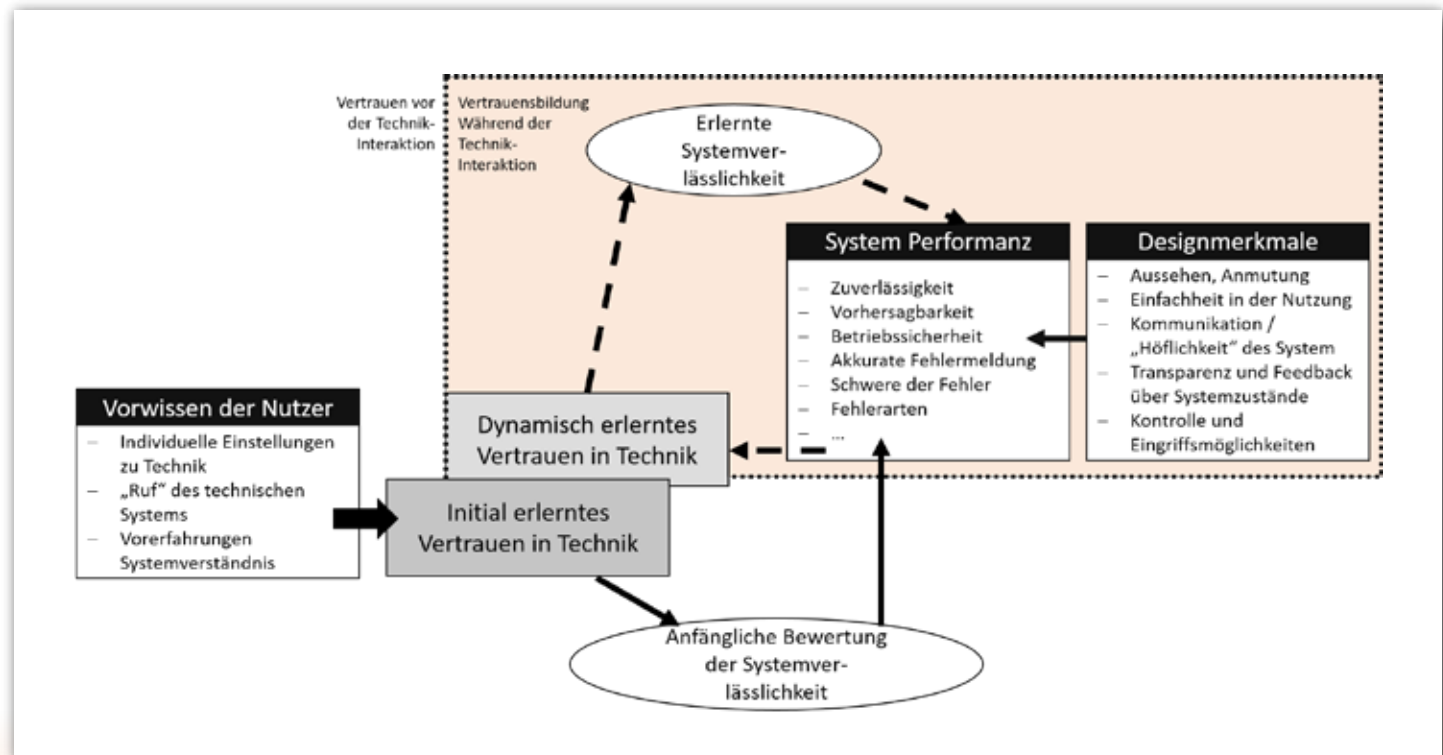 Vertrauen vor
der Technik-
Interaktion
Vertrauensbildung
Während der
Technik-
Interaktion
Erlernte
Systemver-
lässlichkeit
System Performanz
– Zuverlässigkeit
– Vorhersagbarkeit
– Betriebssicherheit
– Akkurate Fehlermeldung
– Schwere der Fehler
– Fehlerarten
– ...
Designmerkmale
– Aussehen, Anmutung
– Einfachheit in der Nutzung
– Kommunikation /
„Höflichkeit“ des System
– Transparenz und Feedback
über Systemzustände
– Kontrolle und
Eingriffsmöglichkeiten
Vorwissen der Nutzer
– Individuelle Einstellungen
zu Technik
– „Ruf“ des technischen
Systems
– Vorerfahrungen
Systemverständnis
Dynamisch erlerntes
Vertrauen in Technik
Initial erlerntes
Vertrauen in Technik
Anfängliche Bewertung
der Systemver-
lässlichkeit